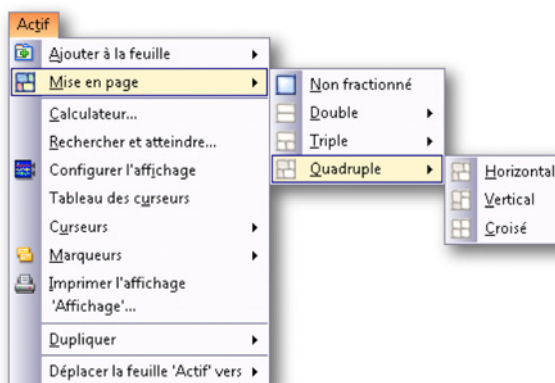 Actif
Ajouter à la feuille
Mise en page
Calculateur...
Rechercher et atteindre...
Configurer l'affichage
Tableau des curseurs
Curseurs
Marqueurs
Imprimer l'affichage
'Affichage'...
Dupliquer
Déplacer la feuille 'Actif' vers
Non fractionné
Double
Triple
Quadruple
Horizontal
Vertical
Croisé